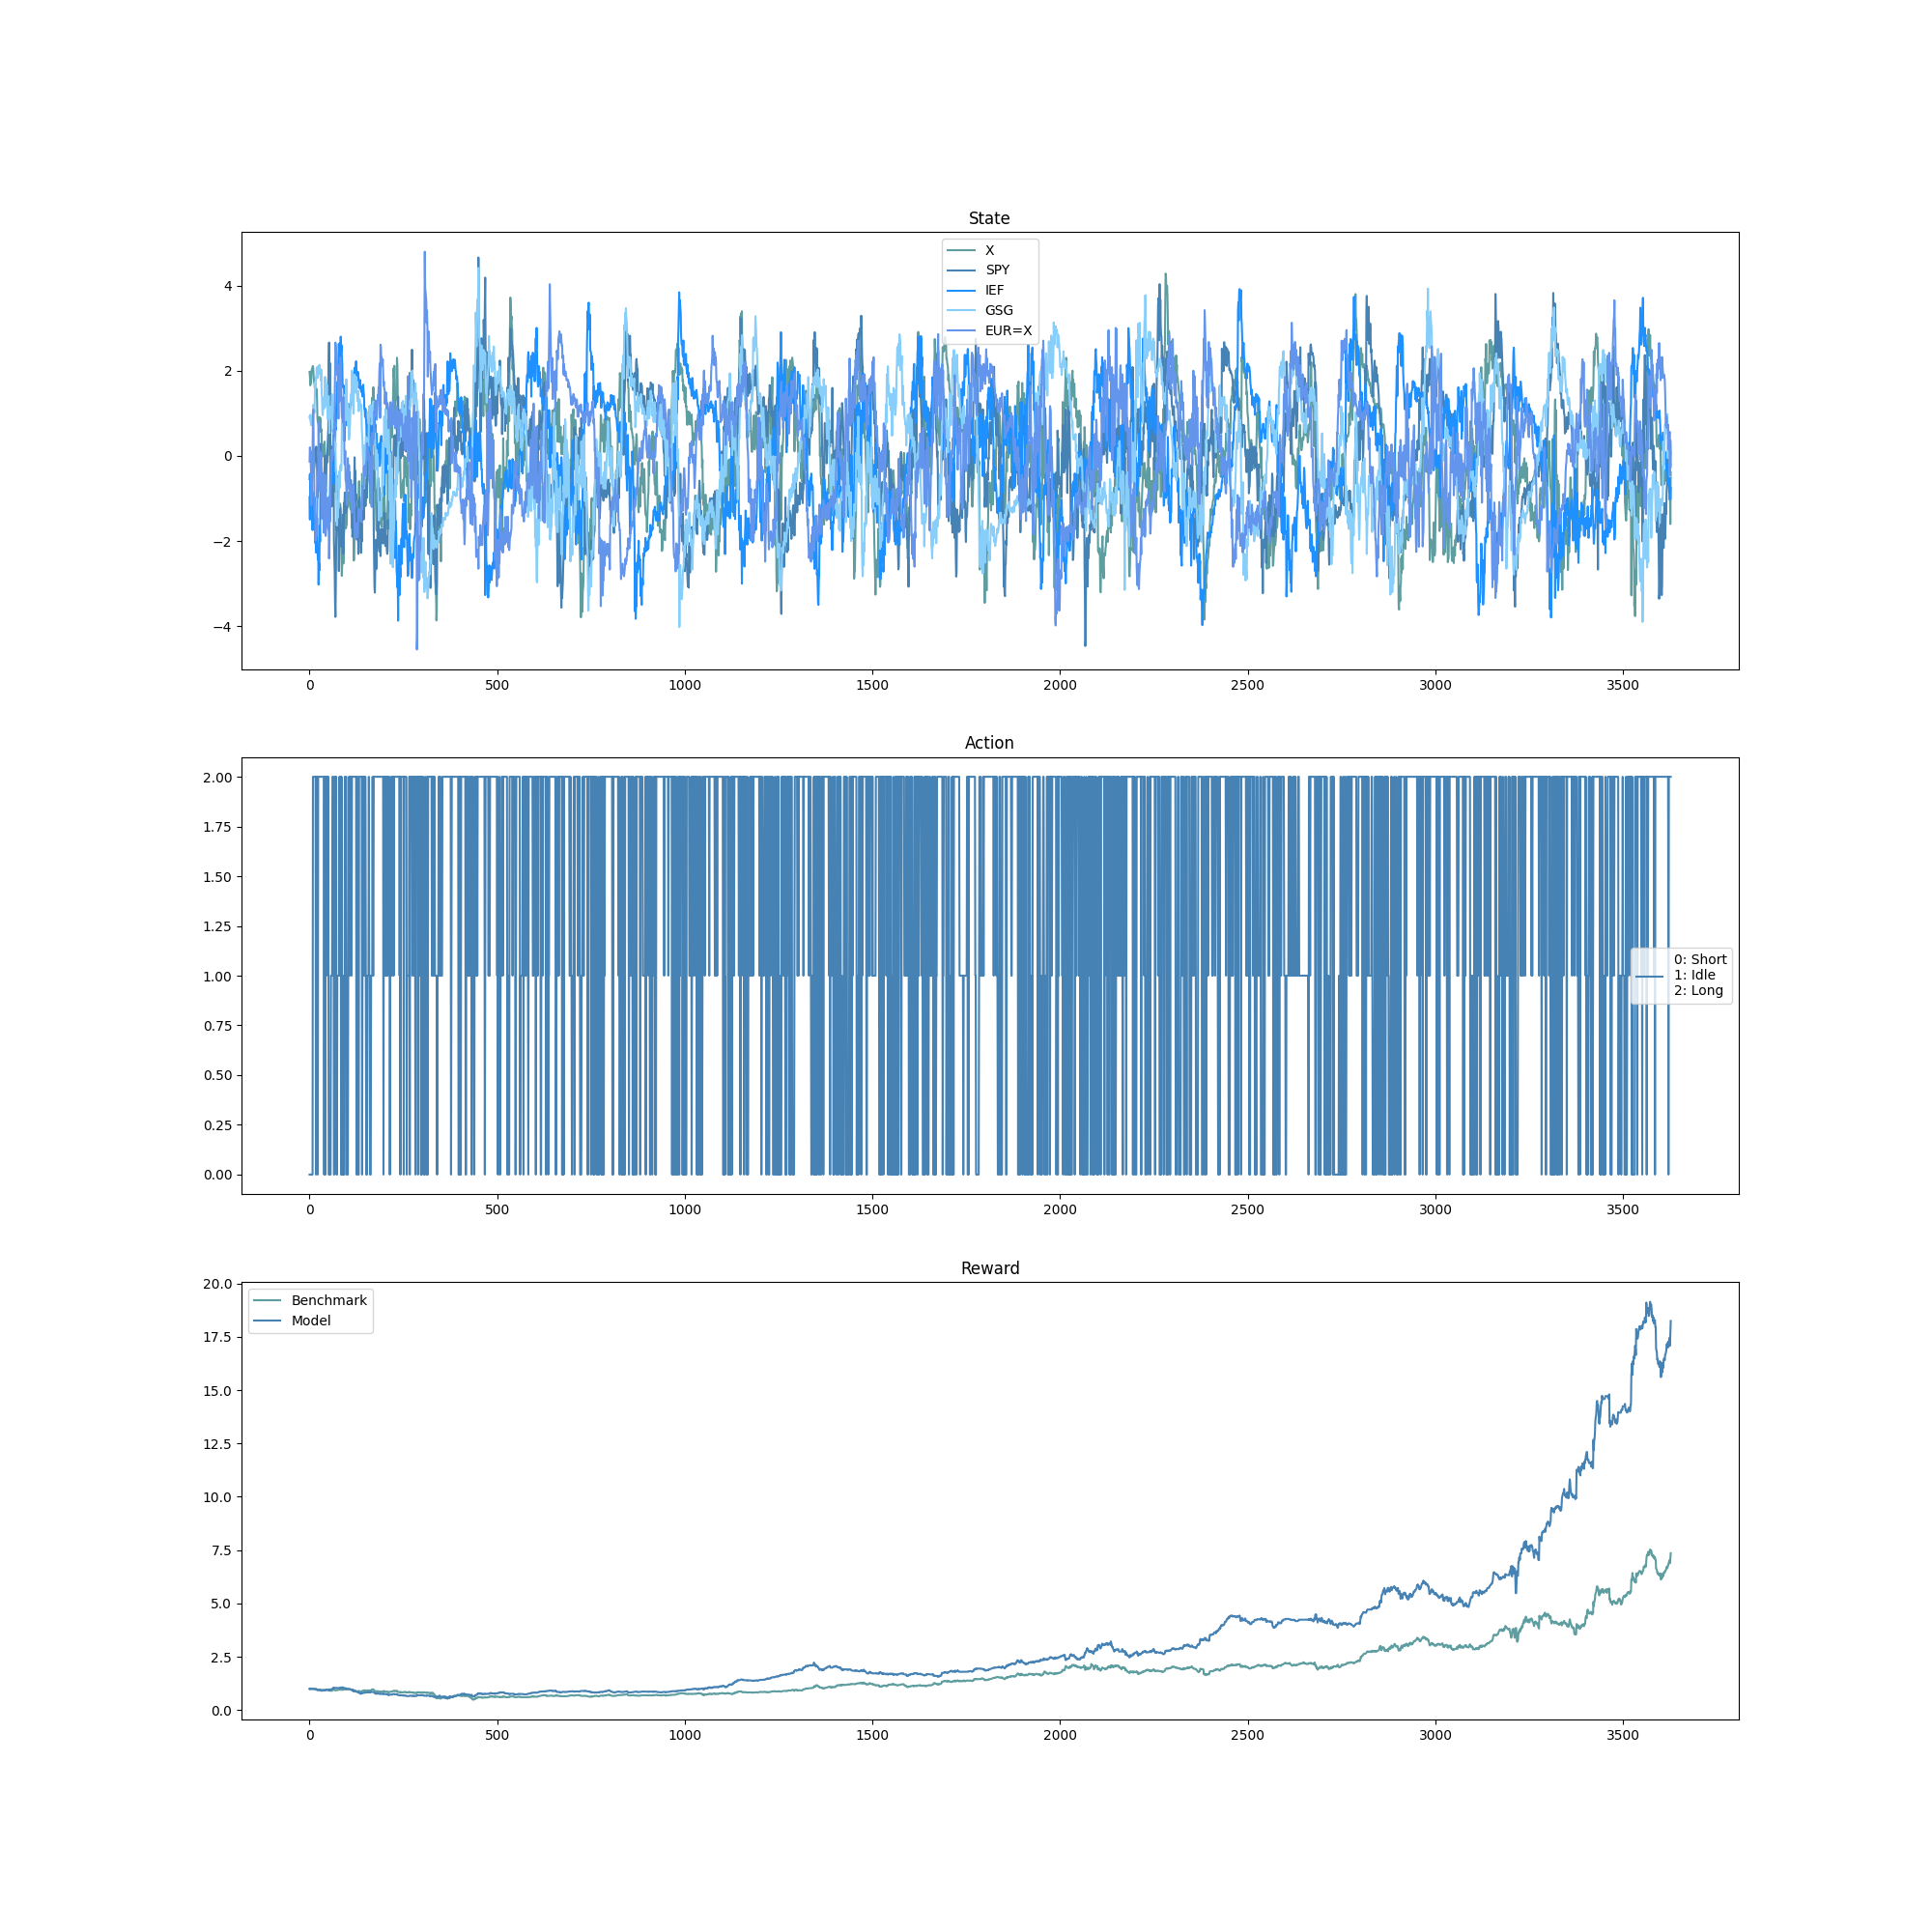 State
X
SPY
IEF
GSG
EUR=X
4
2
0
−2
−4
0 500 1000 1500 2000 2500 3000 3500
Action
2.00
1.75
1.50
1.25
1.00
0.75
0.50
0.25
0.00
0: Short
1: Idle
2: Long
0 500 1000 1500 2000 2500 3000 3500
Reward
Benchmark
Model
20.0
17.5
15.0
12.5
10.0
7.5
5.0
2.5
0.0
0 500 1000 1500 2000 2500 3000 3500